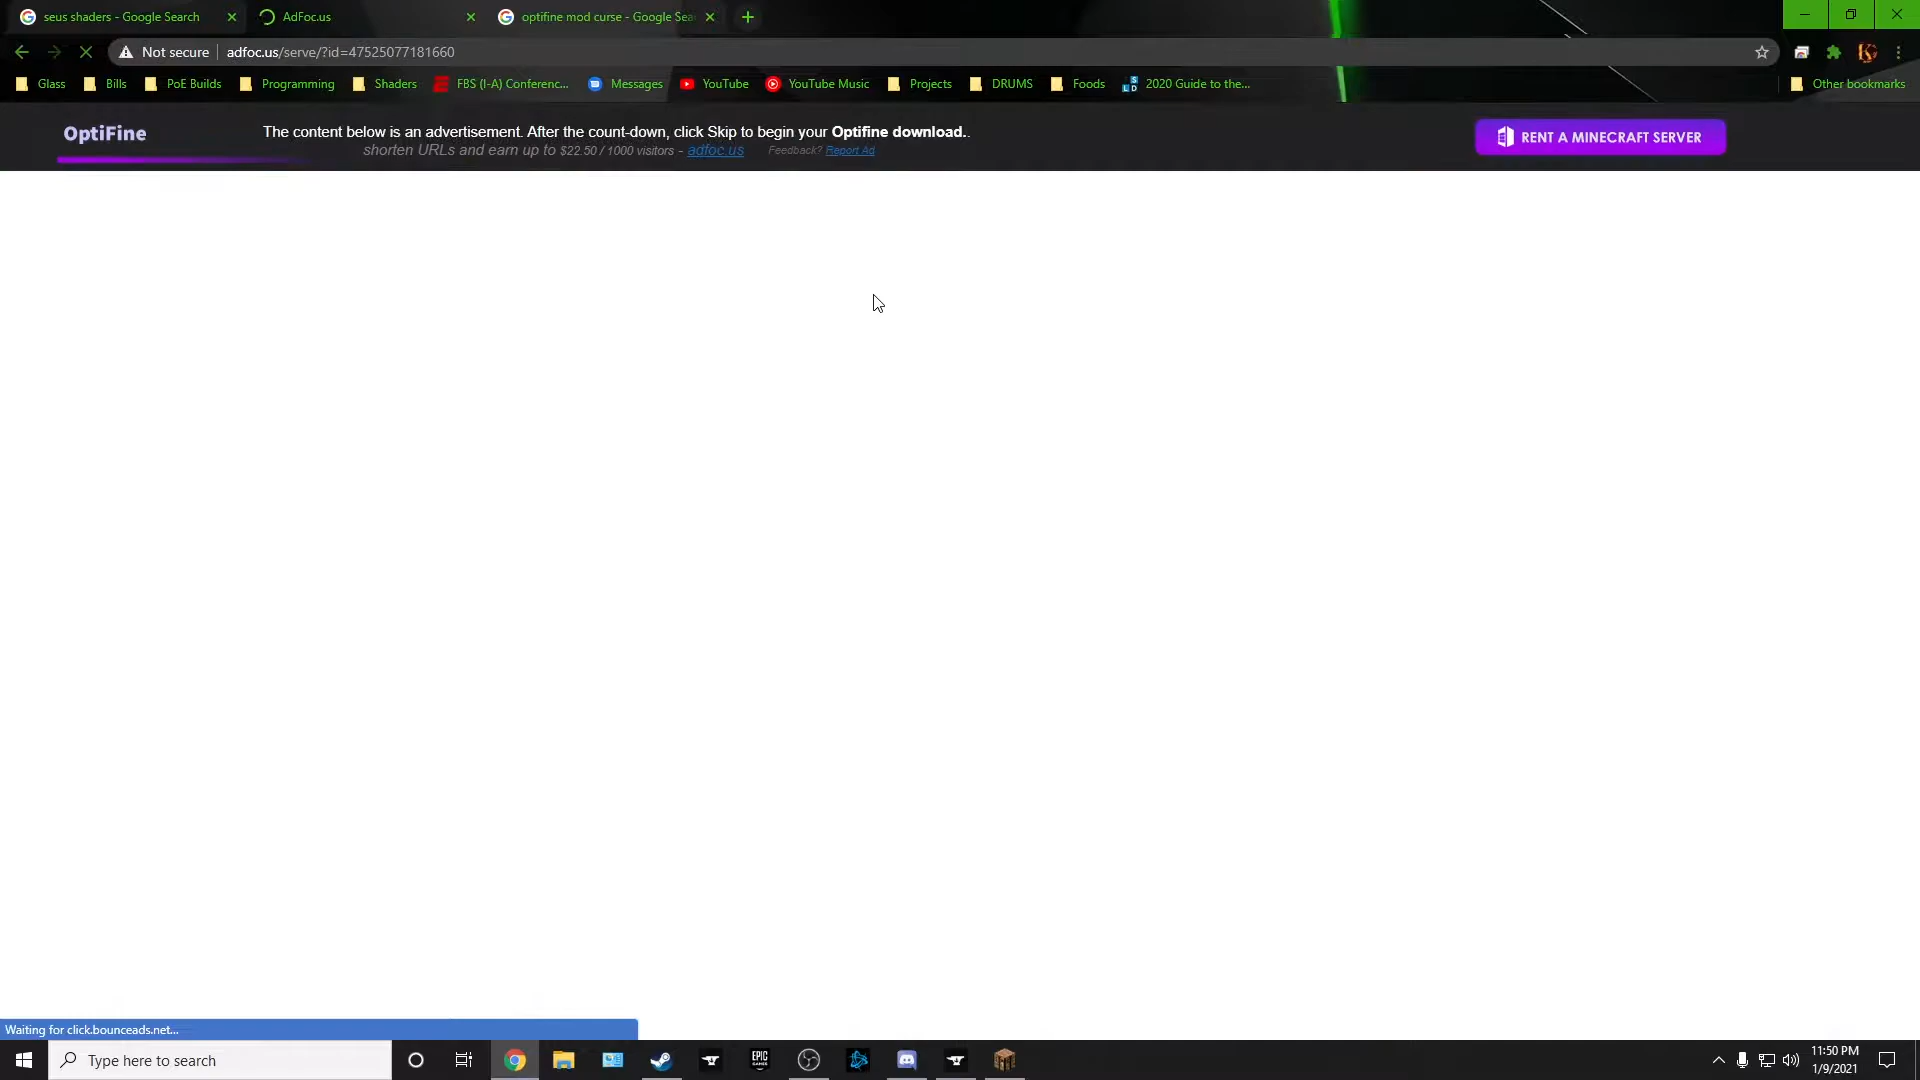 seus shaders - Google Search
AdFoc.us
optifine mod curse - Google Sea
Not secure
adfoc.us/serve/?id=47525077181660
Glass
Bills
PoE Builds
Programming
Shaders
FBS (I-A) Conferenc...
Messages
YouTube
YouTube Music
Projects
DRUMS
Foods
2020 Guide to the...
Other bookmarks
OptiFine
The content below is an advertisement. After the count-down, click Skip to begin your Optifine download..
shorten URLs and earn up to $22.50 / 1000 visitors - adfoc.us Feedback? Report Ad
RENT A MINECRAFT SERVER
Waiting for click.bounceads.net...
Type here to search
EPIC
GAMES
11:50 PM
1/9/2021